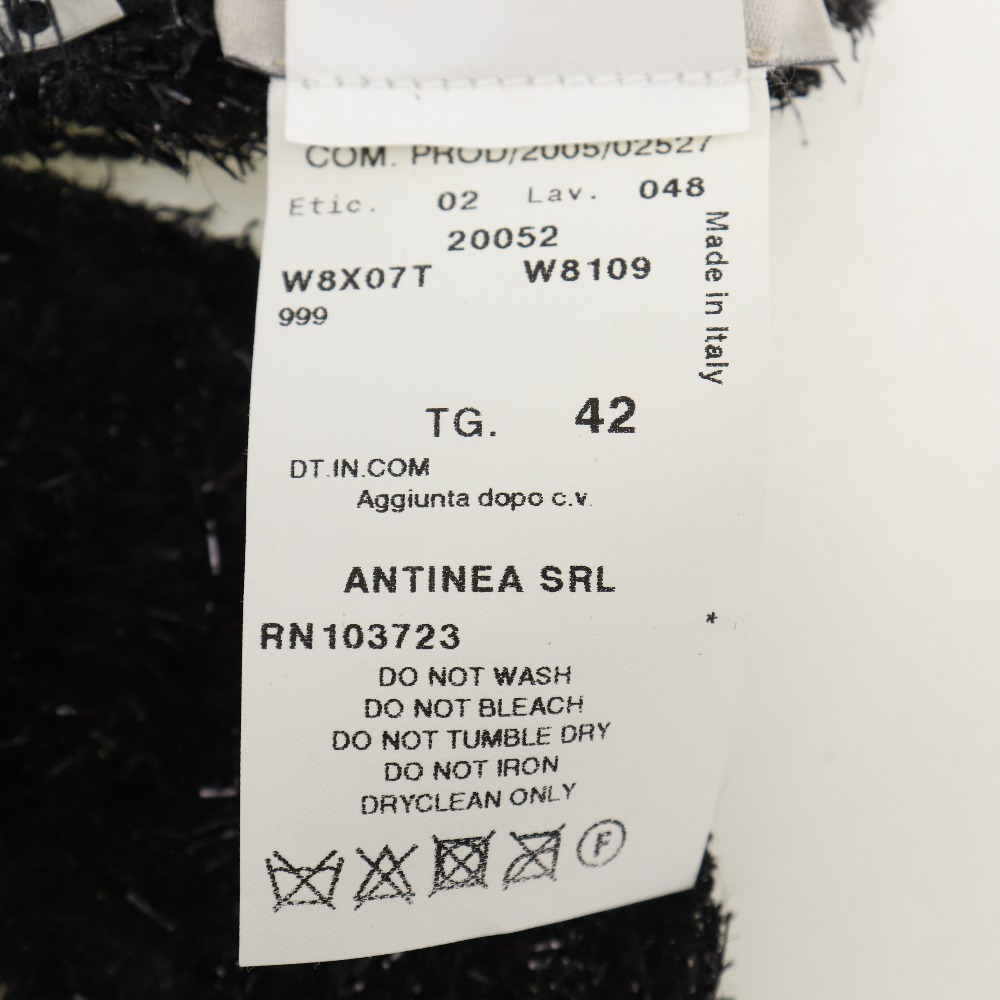 COM. PROD/2005/02527
Etic. 02 Lav. 048
20052
W8X07T W8109
999
Made in Italy
TG. 42
DT.IN.COM
Aggiunta dopo c.v.
ANTINEA SRL
RN103723 *
DO NOT WASH
DO NOT BLEACH
DO NOT TUMBLE DRY
DO NOT IRON
DRYCLEAN ONLY
F